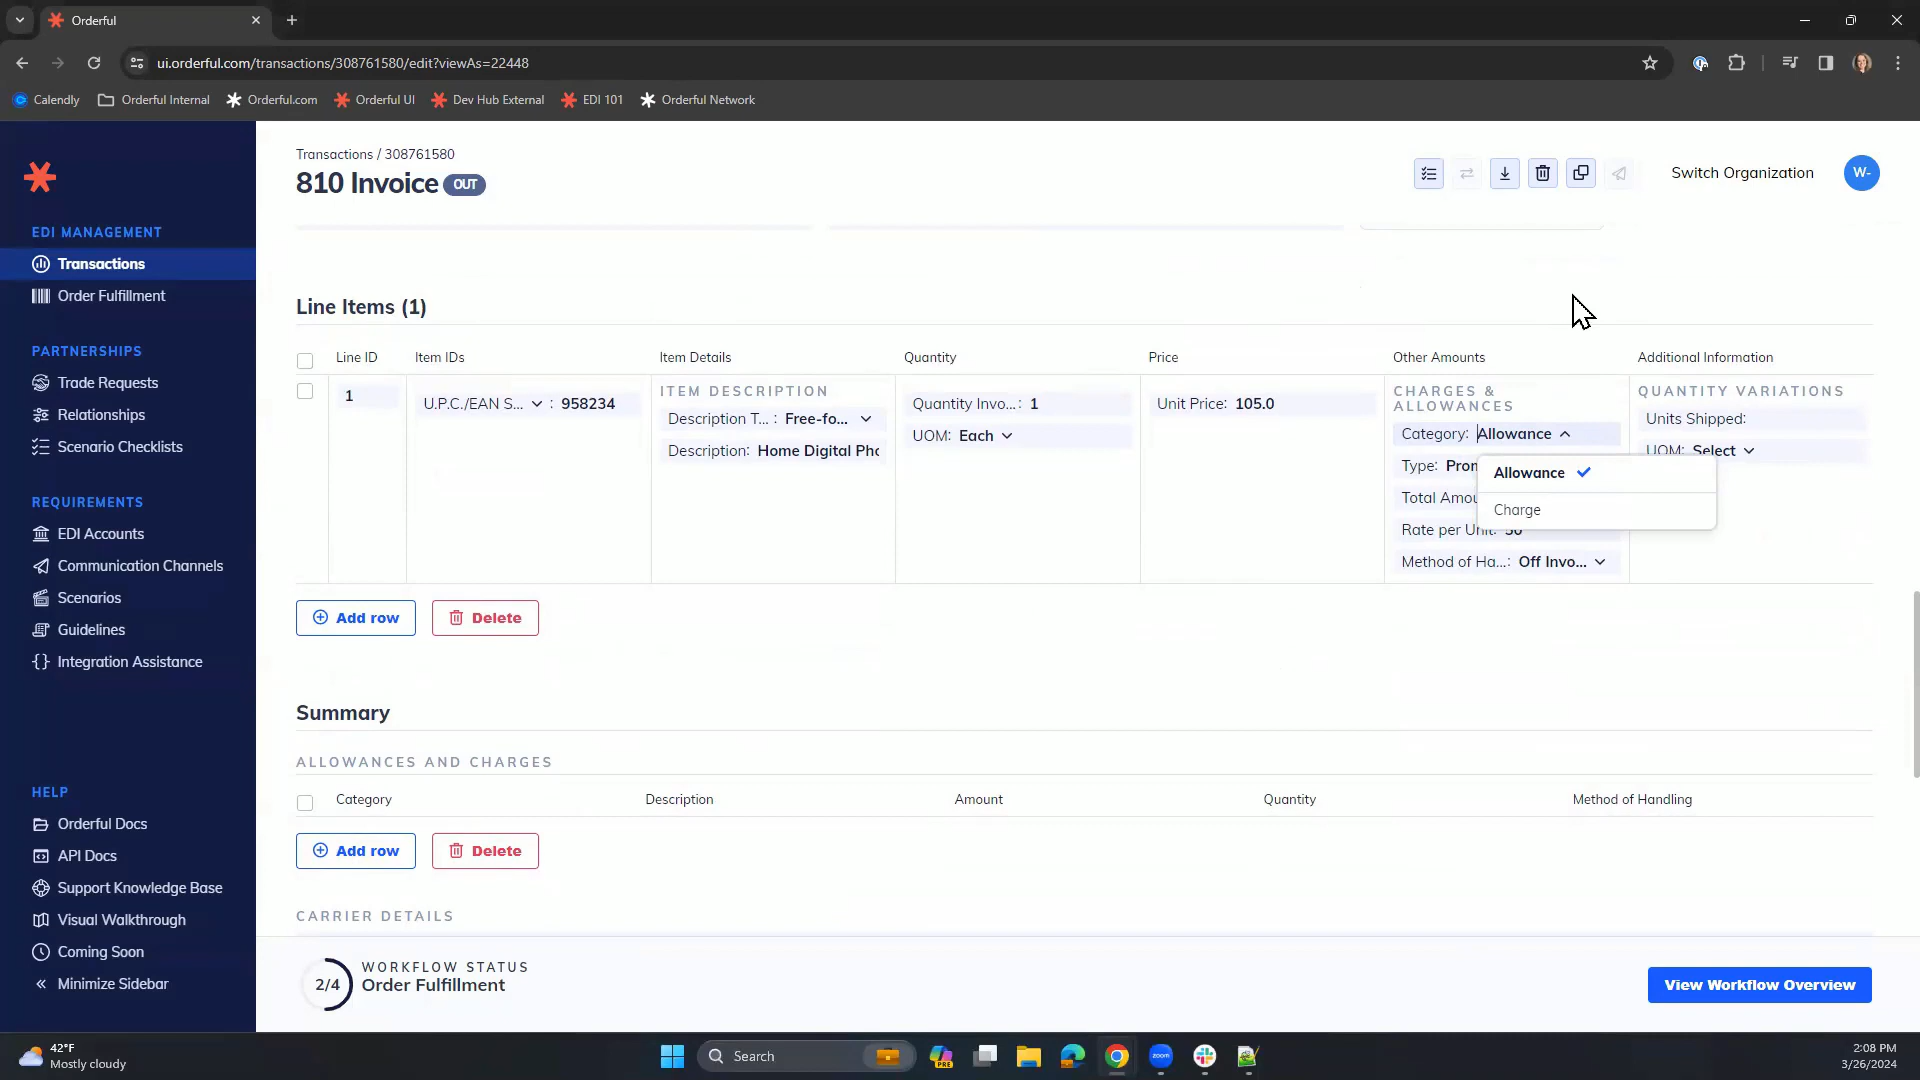 Orderful
ui.orderful.com/transactions/308761580/edit?viewAs=22448
Calendly
Orderful Internal
Orderful.com
Orderful UI
Dev Hub External
EDI 101
Orderful Network
EDI MANAGEMENT
Transactions
Order Fulfillment
PARTNERSHIPS
Trade Requests
Relationships
Scenario Checklists
REQUIREMENTS
EDI Accounts
Communication Channels
Scenarios
Guidelines
Integration Assistance
HELP
Orderful Docs
API Docs
Support Knowledge Base
Visual Walkthrough
Coming Soon
Minimize Sidebar
Transactions / 308761580
810 Invoice OUT
Switch Organization
W-
Line Items (1)
Line ID
Item IDs
Item Details
Quantity
Price
Other Amounts
Additional Information
1
U.P.C./EAN S... : 958234
ITEM DESCRIPTION
Description T... : Free-fo...
Description: Home Digital Pho
Quantity Invo...: 1
UOM: Each
Unit Price: 105.0
CHARGES &
ALLOWANCES
Category: Allowance
Type: Pron
Total Amou
Rate per Unit: 50
Method of Ha...: Off Invo...
Allowance
Charge
QUANTITY VARIATIONS
Units Shipped:
UOM: Select
Add row
Delete
Summary
ALLOWANCES AND CHARGES
Category
Description
Amount
Quantity
Method of Handling
Add row
Delete
CARRIER DETAILS
2/4
WORKFLOW STATUS
Order Fulfillment
View Workflow Overview
42°F
Mostly cloudy
Search
PRE
zoom
2:08 PM
3/26/2024